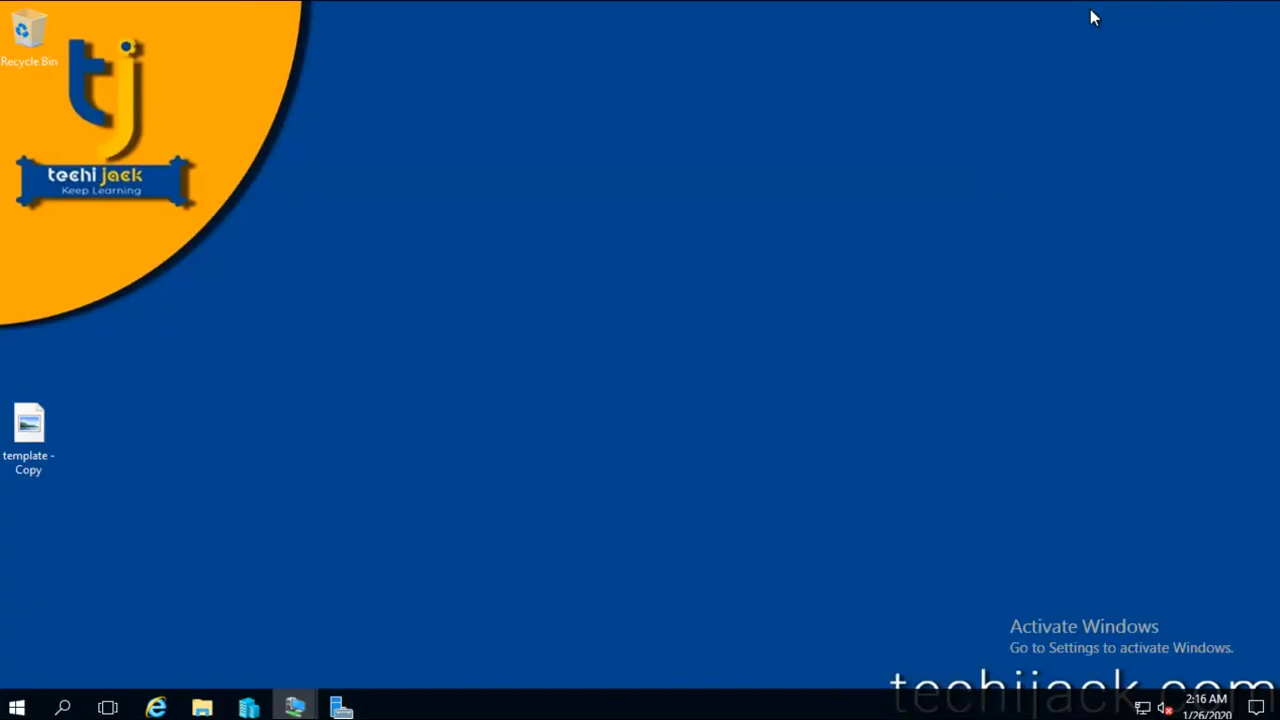 Recycle Bin
tj
techi jack
Keep Learning
template -
Copy
Activate Windows
Go to Settings to activate Windows.
techijack.com
2:16 AM
1/26/2020